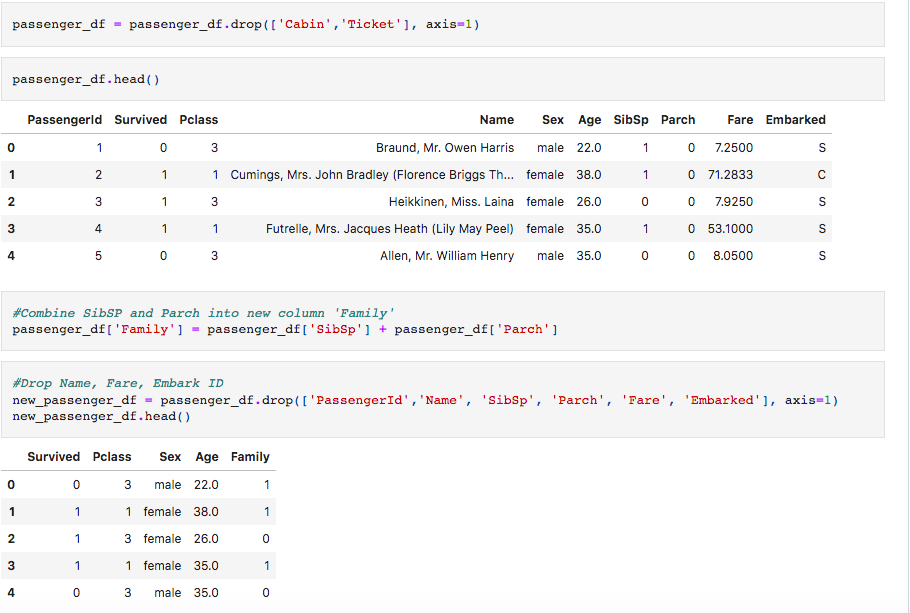 passenger_df = passenger_df.drop(['Cabin','Ticket'], axis=1)
passenger_df.head()
PassengerId Survived Pclass Name Sex Age SibSp Parch Fare Embarked
0 1 0 3 Braund, Mr. Owen Harris male 22.0 1 0 7.2500 S
1 2 1 1 Cumings, Mrs. John Bradley (Florence Briggs Th... female 38.0 1 0 71.2833 C
2 3 1 3 Heikkinen, Miss. Laina female 26.0 0 0 7.9250 S
3 4 1 1 Futrelle, Mrs. Jacques Heath (Lily May Peel) female 35.0 1 0 53.1000 S
4 5 0 3 Allen, Mr. William Henry male 35.0 0 0 8.0500 S
#Combine SibSP and Parch into new column 'Family'
passenger_df['Family'] = passenger_df['SibSp'] + passenger_df['Parch']
#Drop Name, Fare, Embark ID
new_passenger_df = passenger_df.drop(['PassengerId','Name', 'SibSp', 'Parch', 'Fare', 'Embarked'], axis=1)
new_passenger_df.head()
Survived Pclass Sex Age Family
0 0 3 male 22.0 1
1 1 1 female 38.0 1
2 1 3 female 26.0 0
3 1 1 female 35.0 1
4 0 3 male 35.0 0